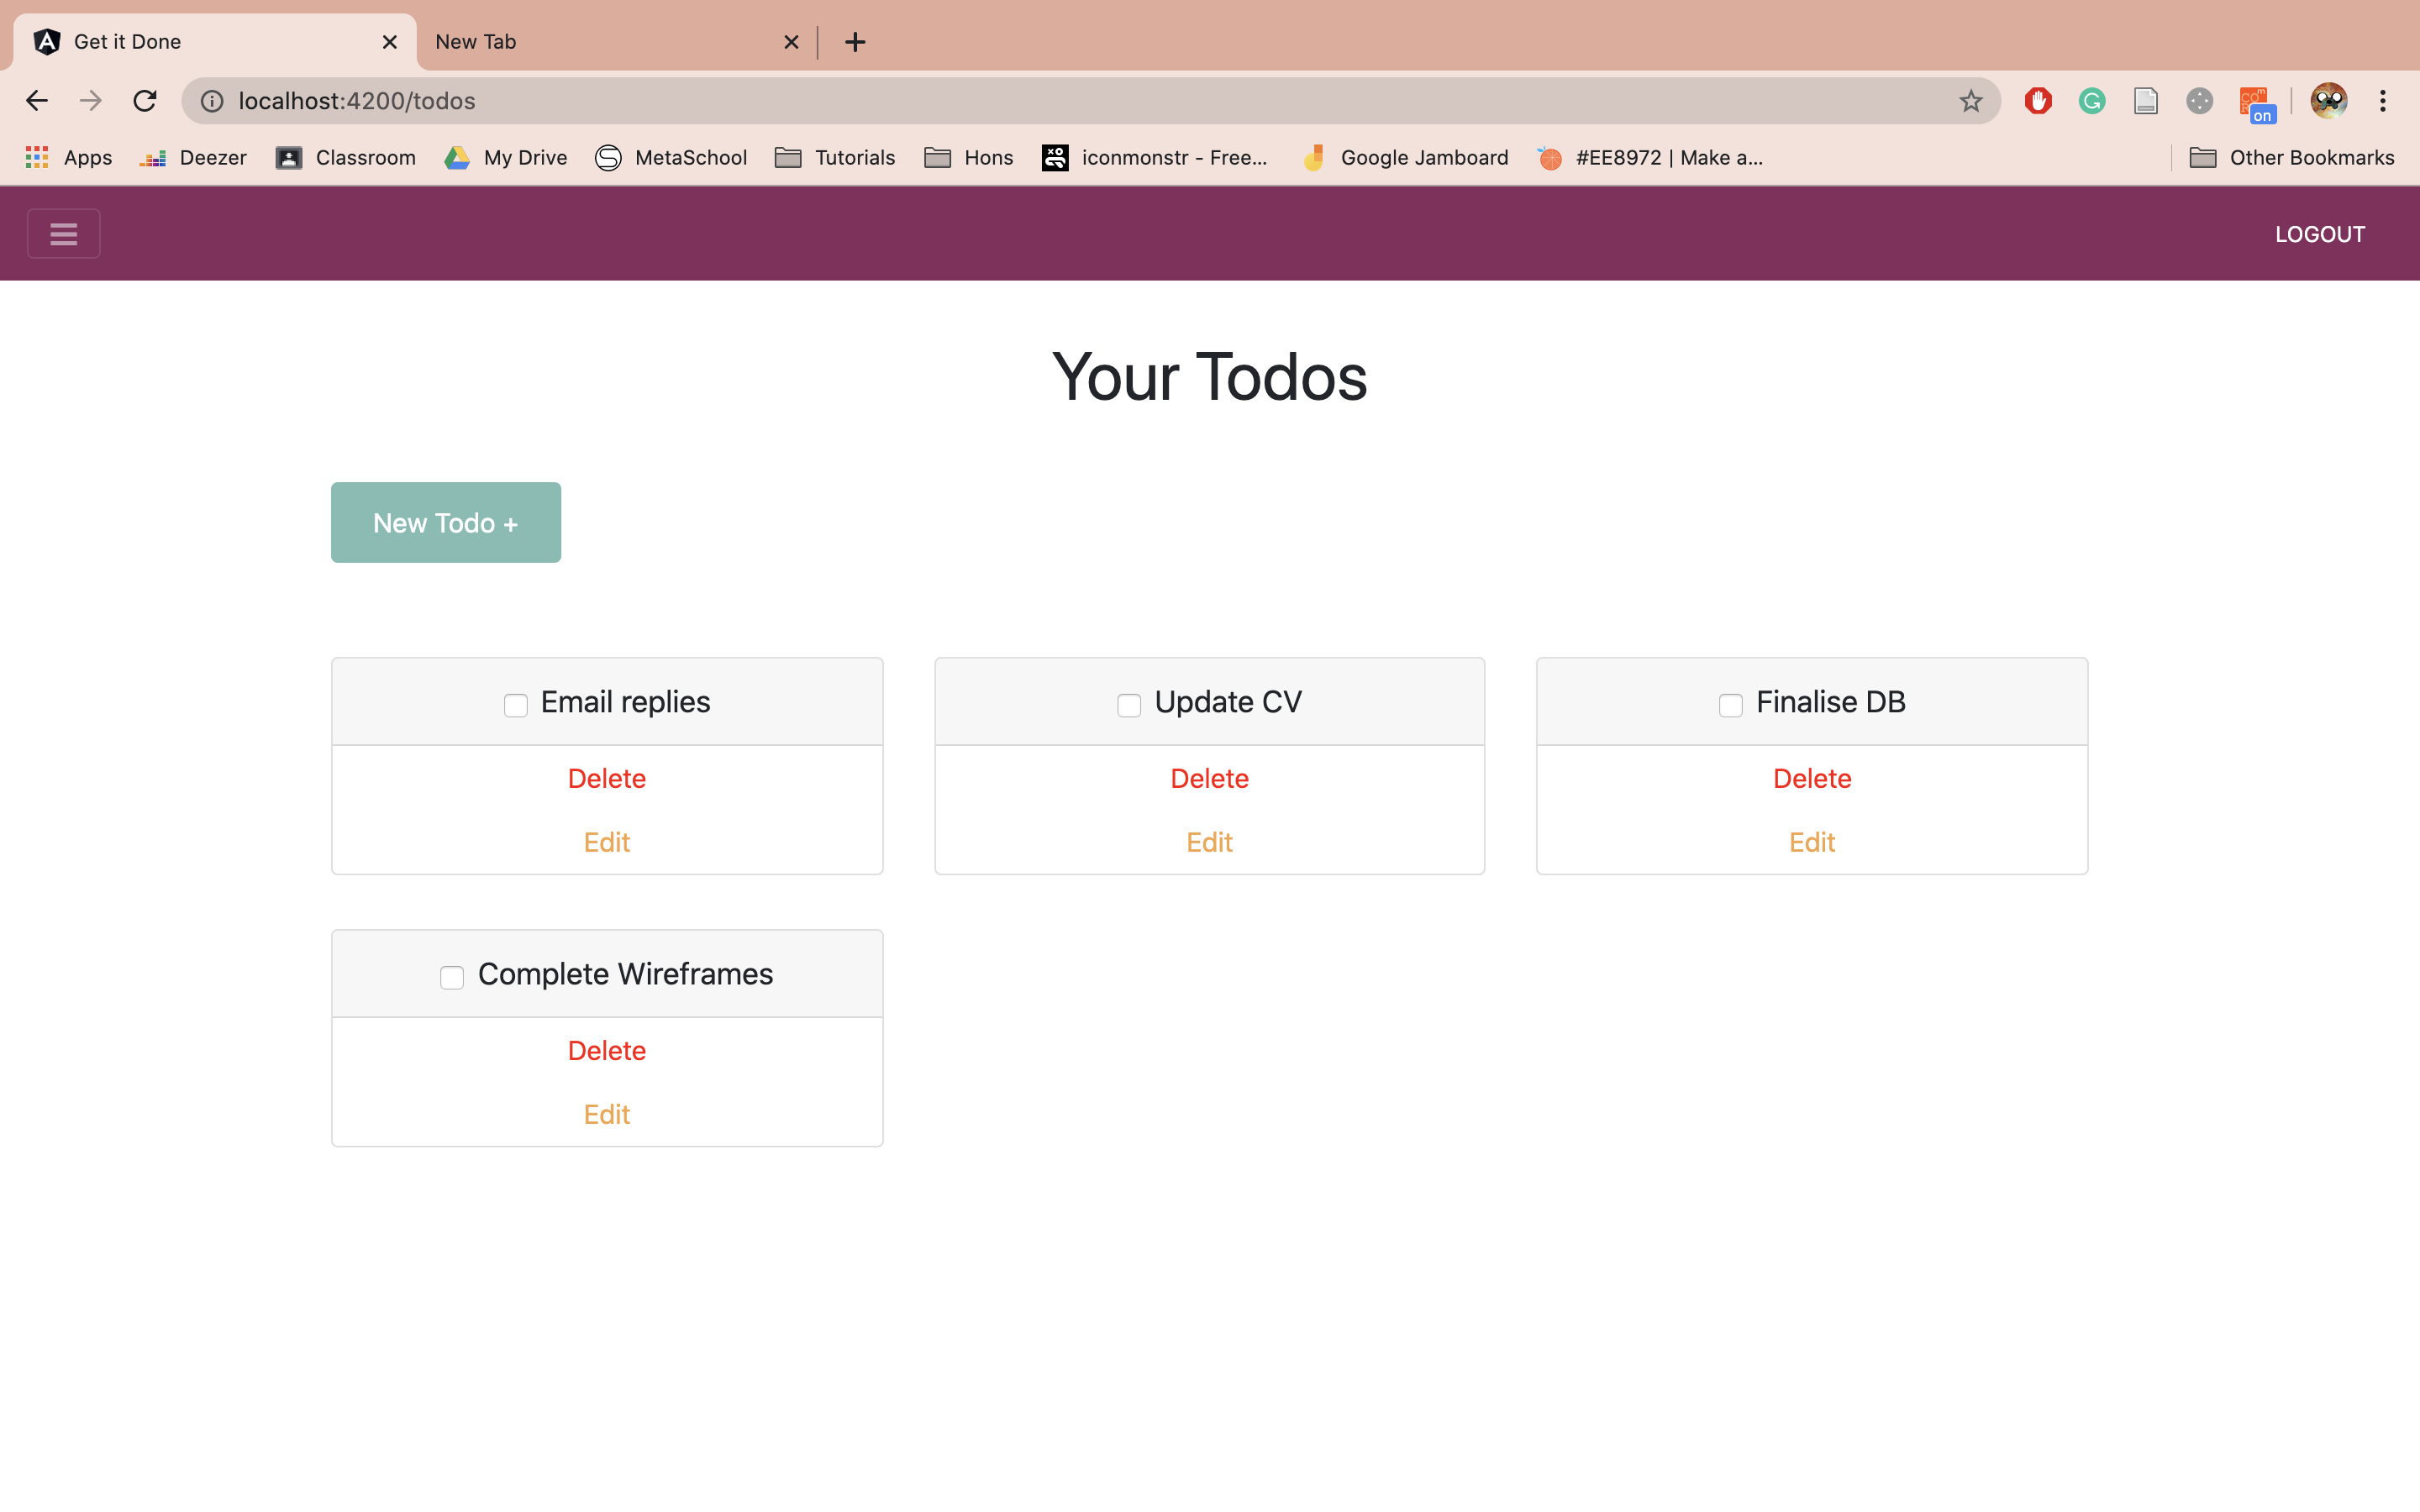 Get it Done
New Tab
localhost:4200/todos
on
Apps Deezer Classroom My Drive MetaSchool Tutorials Hons iconmonstr - Free... Google Jamboard #EE8972 | Make a... Other Bookmarks
LOGOUT
Your Todos
New Todo +
Email replies
Delete
Edit
Update CV
Delete
Edit
Finalise DB
Delete
Edit
Complete Wireframes
Delete
Edit